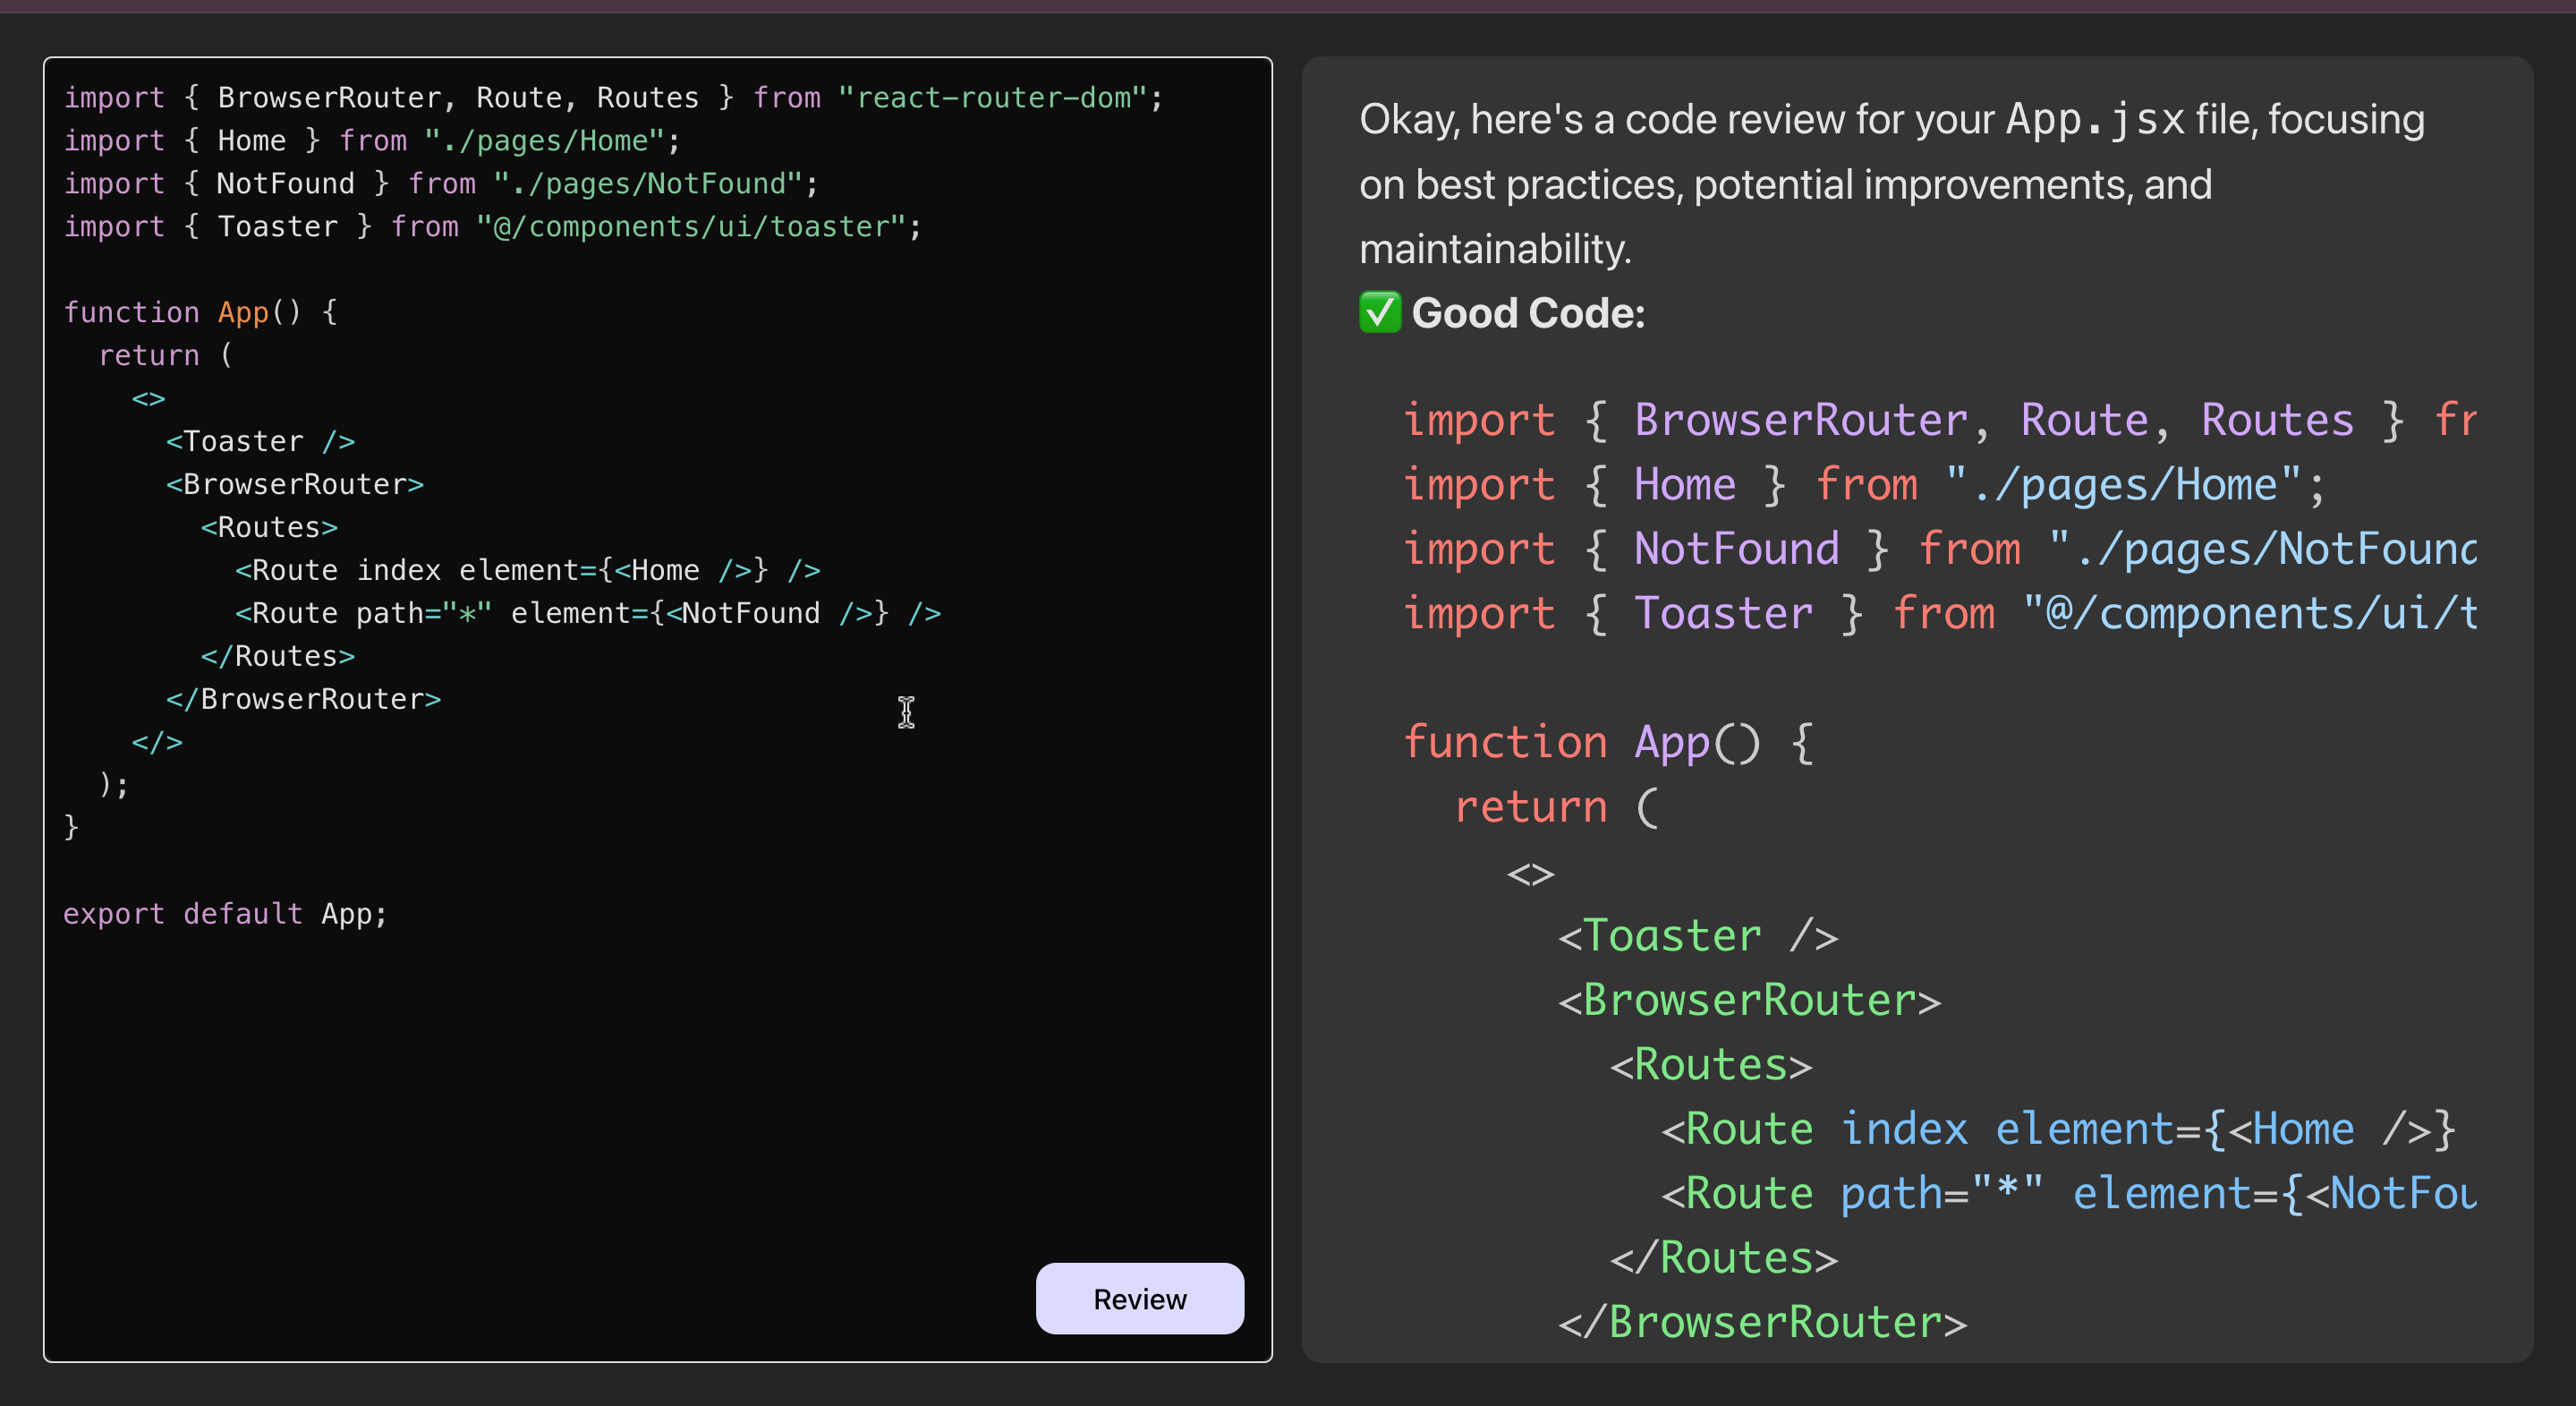 import { BrowserRouter, Route, Routes } from "react-router-dom";
import { Home } from "./pages/Home";
import { NotFound } from "./pages/NotFound";
import { Toaster } from "@/components/ui/toaster";
function App() {
  return (
    <>
      <Toaster />
      <BrowserRouter>
        <Routes>
          <Route index element={<Home />} />
          <Route path="*" element={<NotFound />} />
        </Routes>
      </BrowserRouter>
    </>
  );
}
export default App;
Review
Okay, here's a code review for your App.jsx file, focusing
on best practices, potential improvements, and
maintainability.
✅ Good Code:
import { BrowserRouter, Route, Routes } fr
import { Home } from "./pages/Home";
import { NotFound } from "./pages/NotFound
import { Toaster } from "@/components/ui/t
function App() {
  return (
    <>
      <Toaster />
      <BrowserRouter>
        <Routes>
          <Route index element={<Home />}
          <Route path="*" element={<NotFou
        </Routes>
      </BrowserRouter>